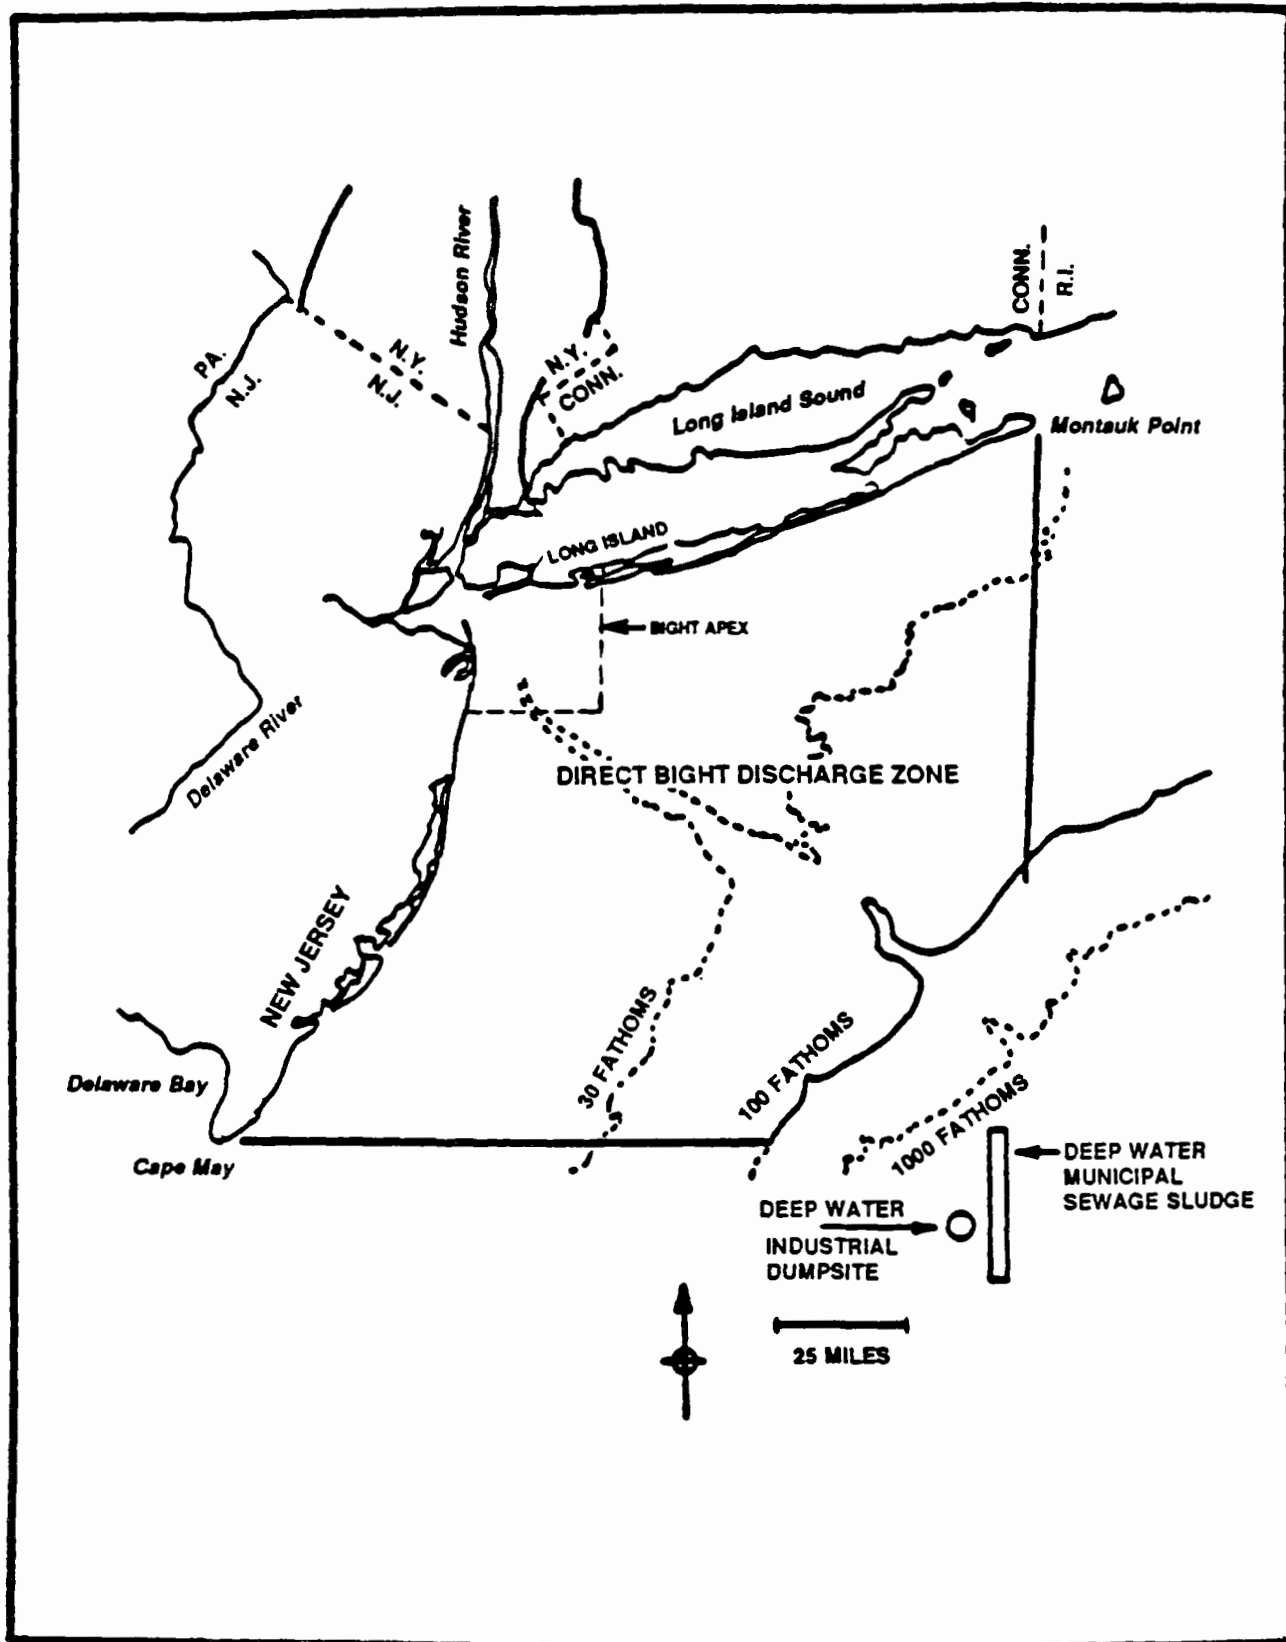 Hudson River
CONN.
R.I.
PA.
N.J.
N.Y.
N.J.
N.Y.
CONN.
Long Island Sound
Montauk Point
LONG ISLAND
BIGHT APEX
Delaware River
DIRECT BIGHT DISCHARGE ZONE
NEW JERSEY
30 FATHOMS
100 FATHOMS
1000 FATHOMS
Delaware Bay
Cape May
DEEP WATER
MUNICIPAL
SEWAGE SLUDGE
DEEP WATER
INDUSTRIAL
DUMPSITE
25 MILES